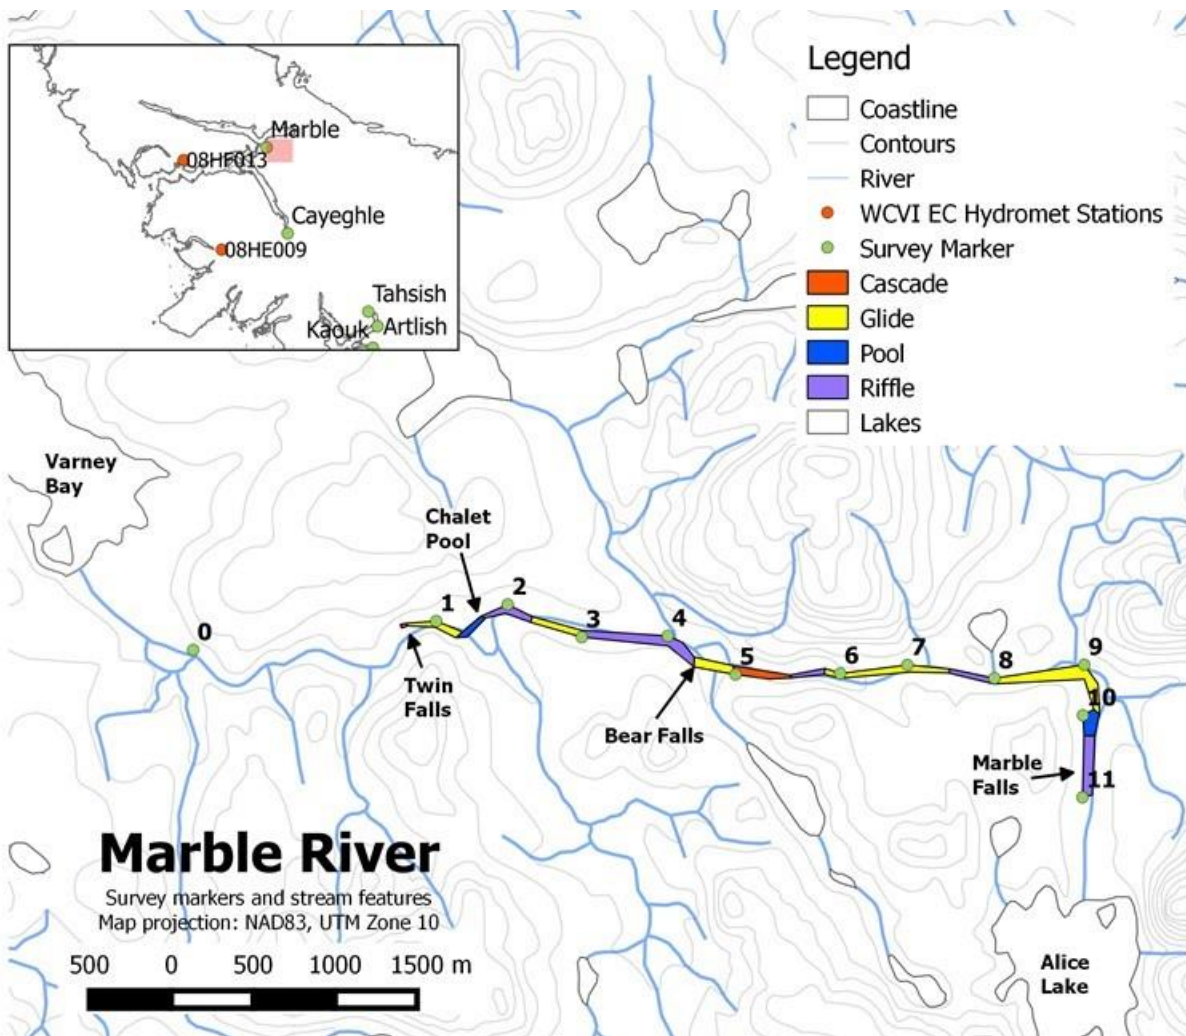 Marble
08HF013
Cayeghle
08HE009
Tahsish
Kaouk
Artlish
Legend
Coastline
Contours
River
WCVI EC Hydromet Stations
Survey Marker
Cascade
Glide
Pool
Riffle
Lakes
Varney
Bay
Chalet
Pool
0
1
2
3
4
5
6
7
8
9
10
11
Twin
Falls
Bear Falls
Marble
Falls
Alice
Lake
Marble River
Survey markers and stream features
Map projection: NAD83, UTM Zone 10
500 0 500 1000 1500 m